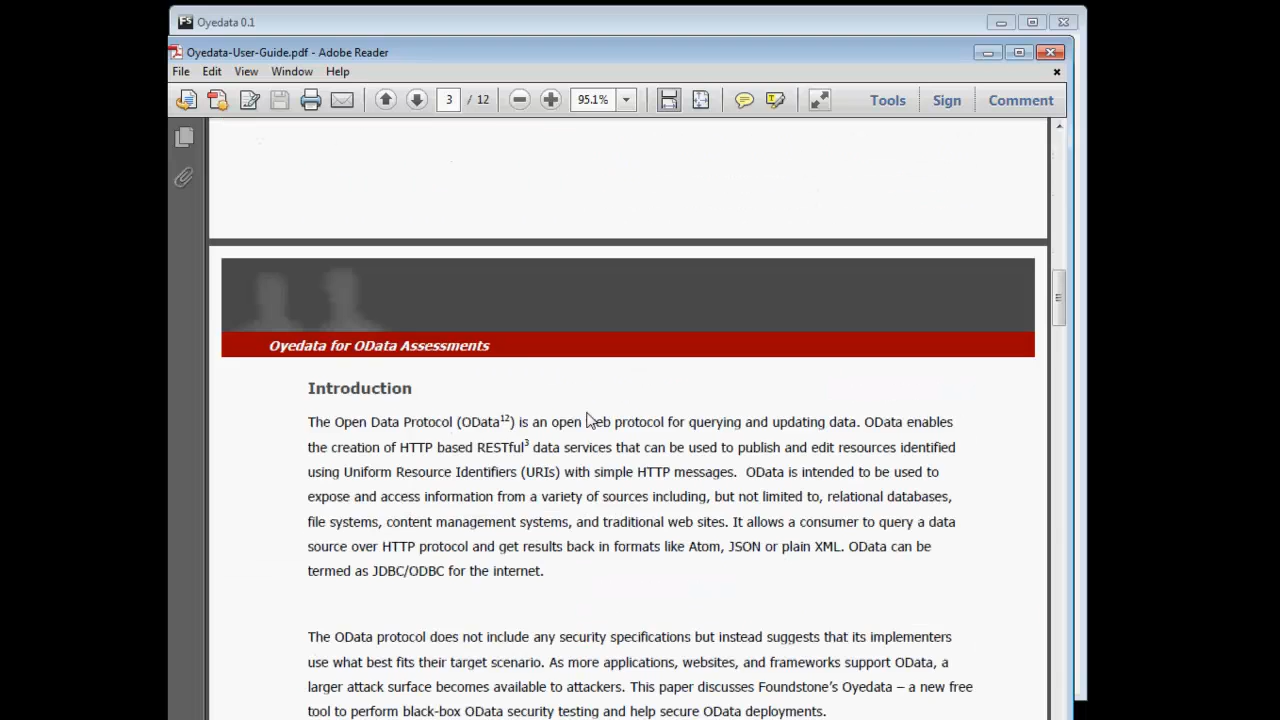 Fs Oyedata 0.1
Oyedata-User-Guide.pdf - Adobe Reader
File Edit View Window Help
3 / 12 95.1% Tools Sign Comment
Oyedata for OData Assessments
Introduction
The Open Data Protocol (OData12) is an open web protocol for querying and updating data. OData enables
the creation of HTTP based RESTful3 data services that can be used to publish and edit resources identified
using Uniform Resource Identifiers (URIs) with simple HTTP messages. OData is intended to be used to
expose and access information from a variety of sources including, but not limited to, relational databases,
file systems, content management systems, and traditional web sites. It allows a consumer to query a data
source over HTTP protocol and get results back in formats like Atom, JSON or plain XML. OData can be
termed as JDBC/ODBC for the internet.
The OData protocol does not include any security specifications but instead suggests that its implementers
use what best fits their target scenario. As more applications, websites, and frameworks support OData, a
larger attack surface becomes available to attackers. This paper discusses Foundstone's Oyedata – a new free
tool to perform black-box OData security testing and help secure OData deployments.